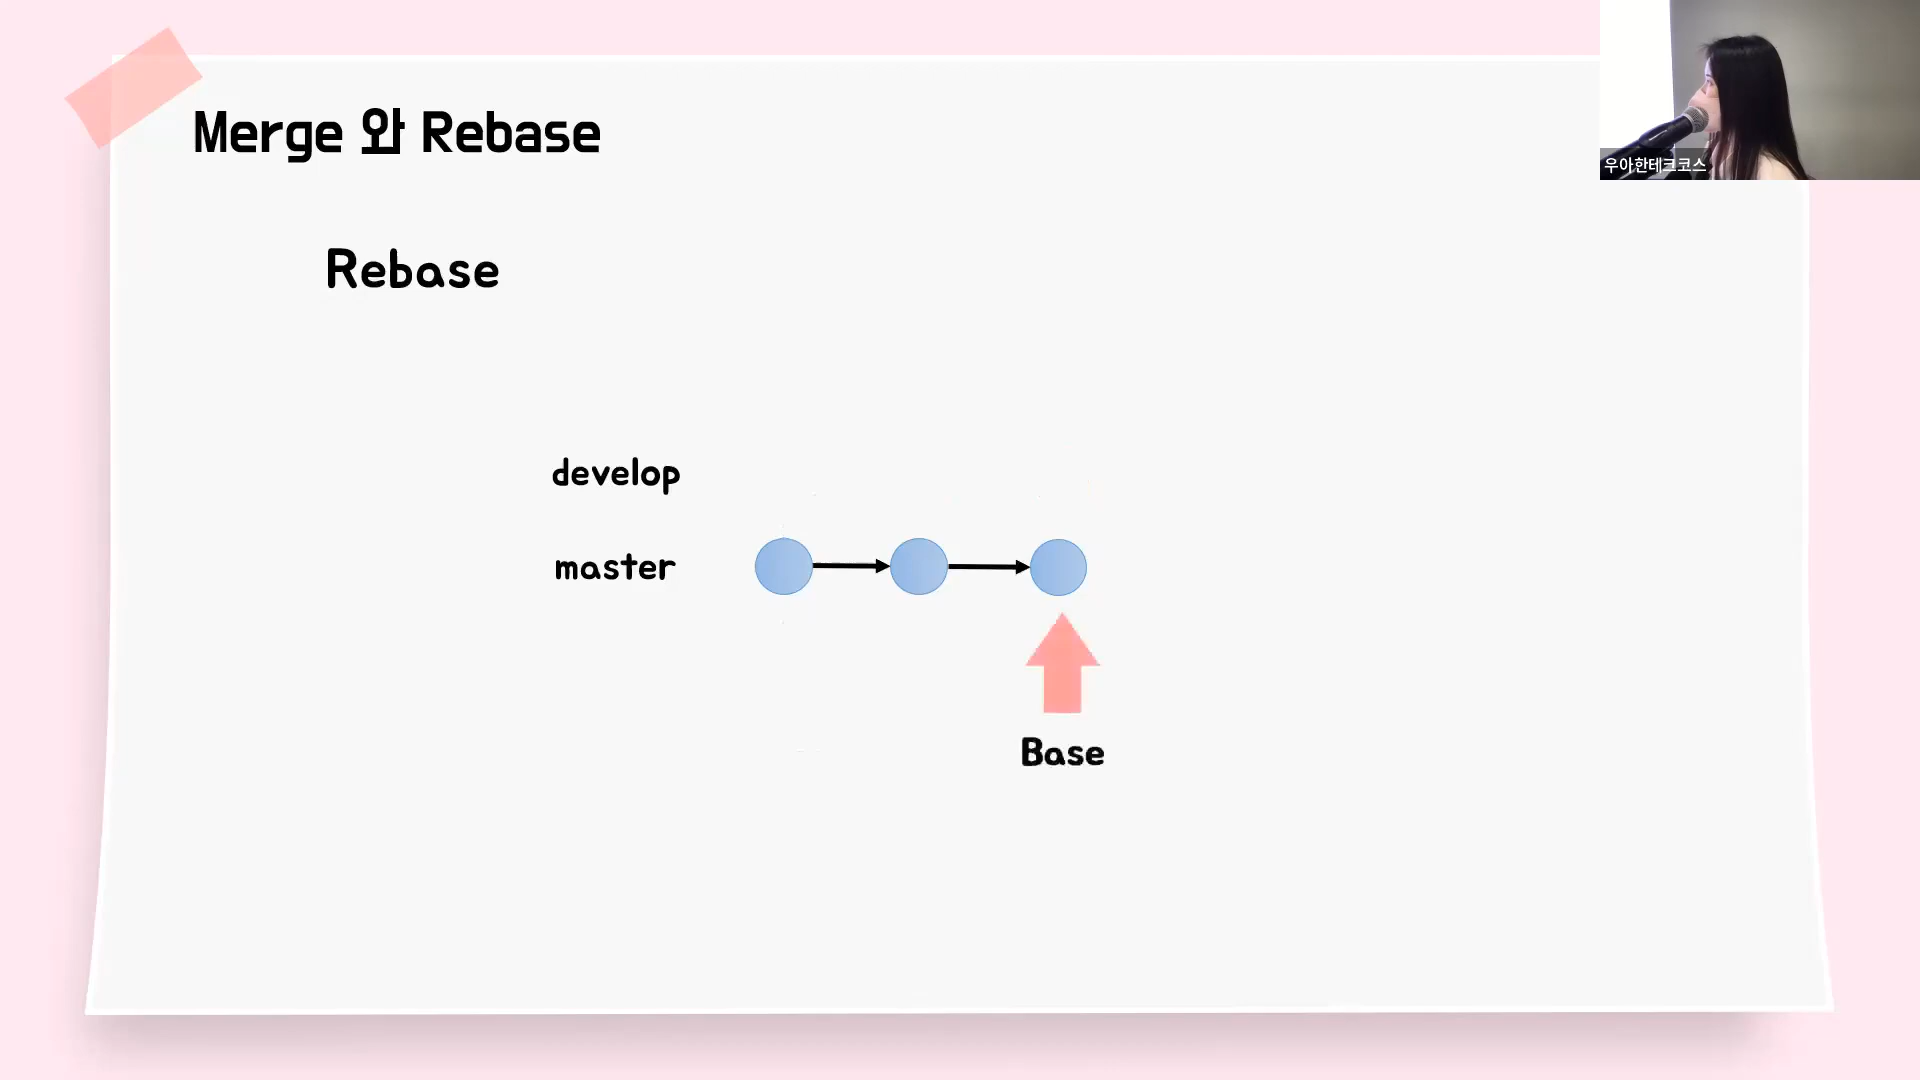 Merge 와 Rebase
우아한테크코스
Rebase
develop
master
Base